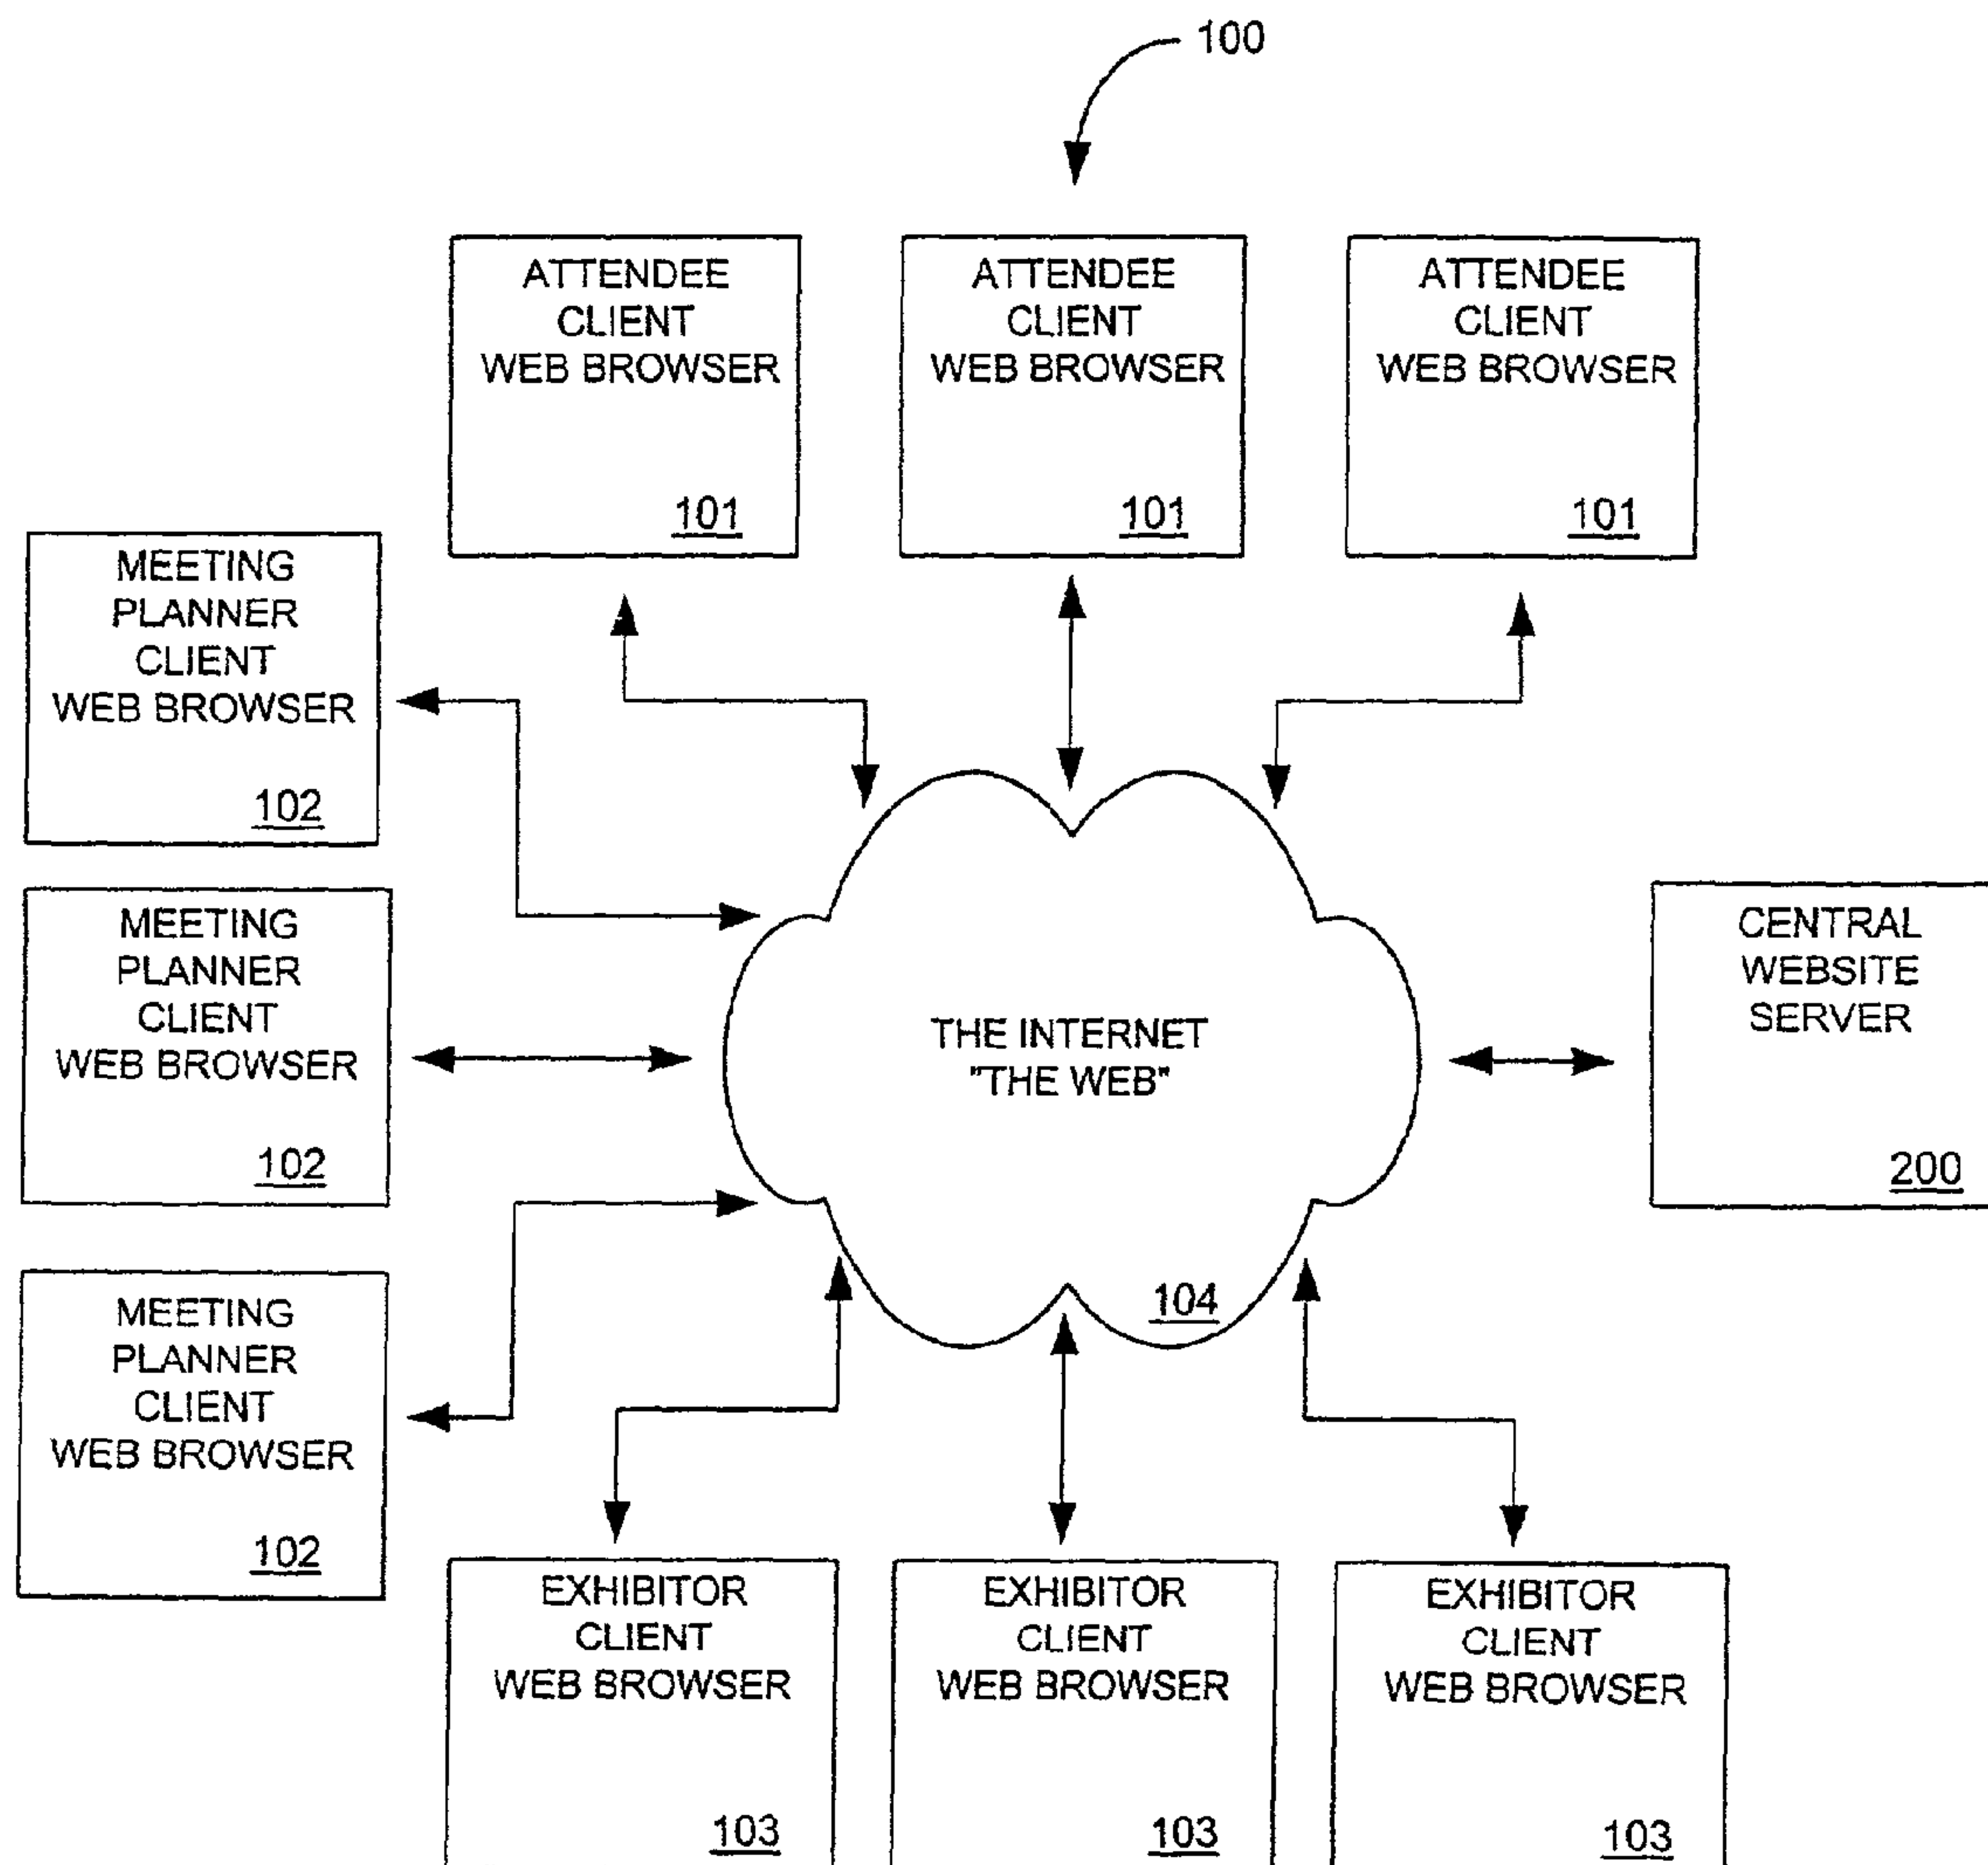 100
ATTENDEE
CLIENT
WEB BROWSER
101
ATTENDEE
CLIENT
WEB BROWSER
101
ATTENDEE
CLIENT
WEB BROWSER
101
MEETING
PLANNER
CLIENT
WEB BROWSER
102
MEETING
PLANNER
CLIENT
WEB BROWSER
102
MEETING
PLANNER
CLIENT
WEB BROWSER
102
THE INTERNET
"THE WEB"
104
CENTRAL
WEBSITE
SERVER
200
EXHIBITOR
CLIENT
WEB BROWSER
103
EXHIBITOR
CLIENT
WEB BROWSER
103
EXHIBITOR
CLIENT
WEB BROWSER
103